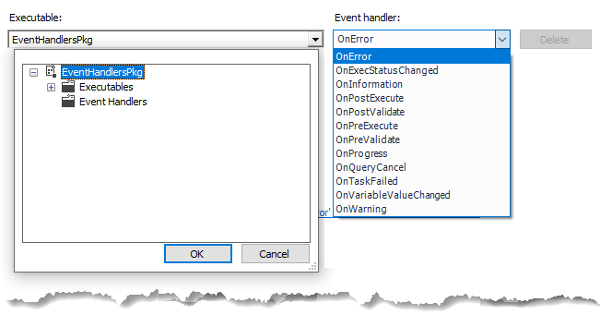 Executable:
Event handler:
EventHandlersPkg
OnError
Delete
EventHandlersPkg
Executables
Event Handlers
OK
Cancel
OnError
OnExecStatusChanged
OnInformation
OnPostExecute
OnPostValidate
OnPreExecute
OnPreValidate
OnProgress
OnQueryCancel
OnTaskFailed
OnVariableValueChanged
OnWarning
or'